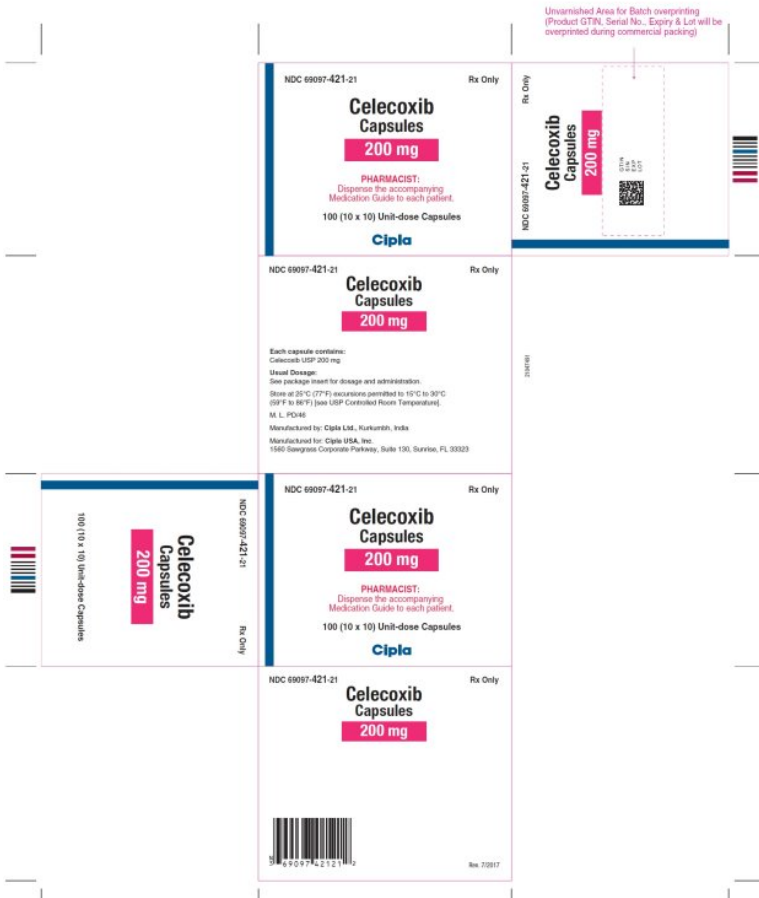 Unvarnished Area for Batch overprinting
(Product GTIN, Serial No., Expiry & Lot will be
overprinted during commercial packing)
NDC 69097-421-21 Rx Only
Celecoxib
Capsules
200 mg
PHARMACIST:
Dispense the accompanying
Medication Guide to each patient.
100 (10 x 10) Unit-dose Capsules
Cipla
NDC 69097-421-21 Rx Only
Celecoxib
Capsules
200 mg
GTIN
S/N
EXP
LOT
NDC 69097-421-21 Rx Only
Celecoxib
Capsules
200 mg
Each capsule contains:
Celecoxib USP 200 mg
Usual Dosage:
See package insert for dosage and administration.
Store at 25°C (77°F) excursions permitted to 15°C to 30°C
(59°F to 86°F) [see USP Controlled Room Temperature].
M. L. PD/46
Manufactured by: Cipla Ltd., Kurkumbh, India
Manufactured for: Cipla USA, Inc.
1560 Sawgrass Corporate Parkway, Suite 130, Sunrise, FL 33323
NDC 69097-421-21 Rx Only
Celecoxib
Capsules
200 mg
100 (10 x 10) Unit-dose Capsules
NDC 69097-421-21 Rx Only
Celecoxib
Capsules
200 mg
PHARMACIST:
Dispense the accompanying
Medication Guide to each patient.
100 (10 x 10) Unit-dose Capsules
Cipla
NDC 69097-421-21 Rx Only
Celecoxib
Capsules
200 mg
69097 42121 2
Rev. 7/2017